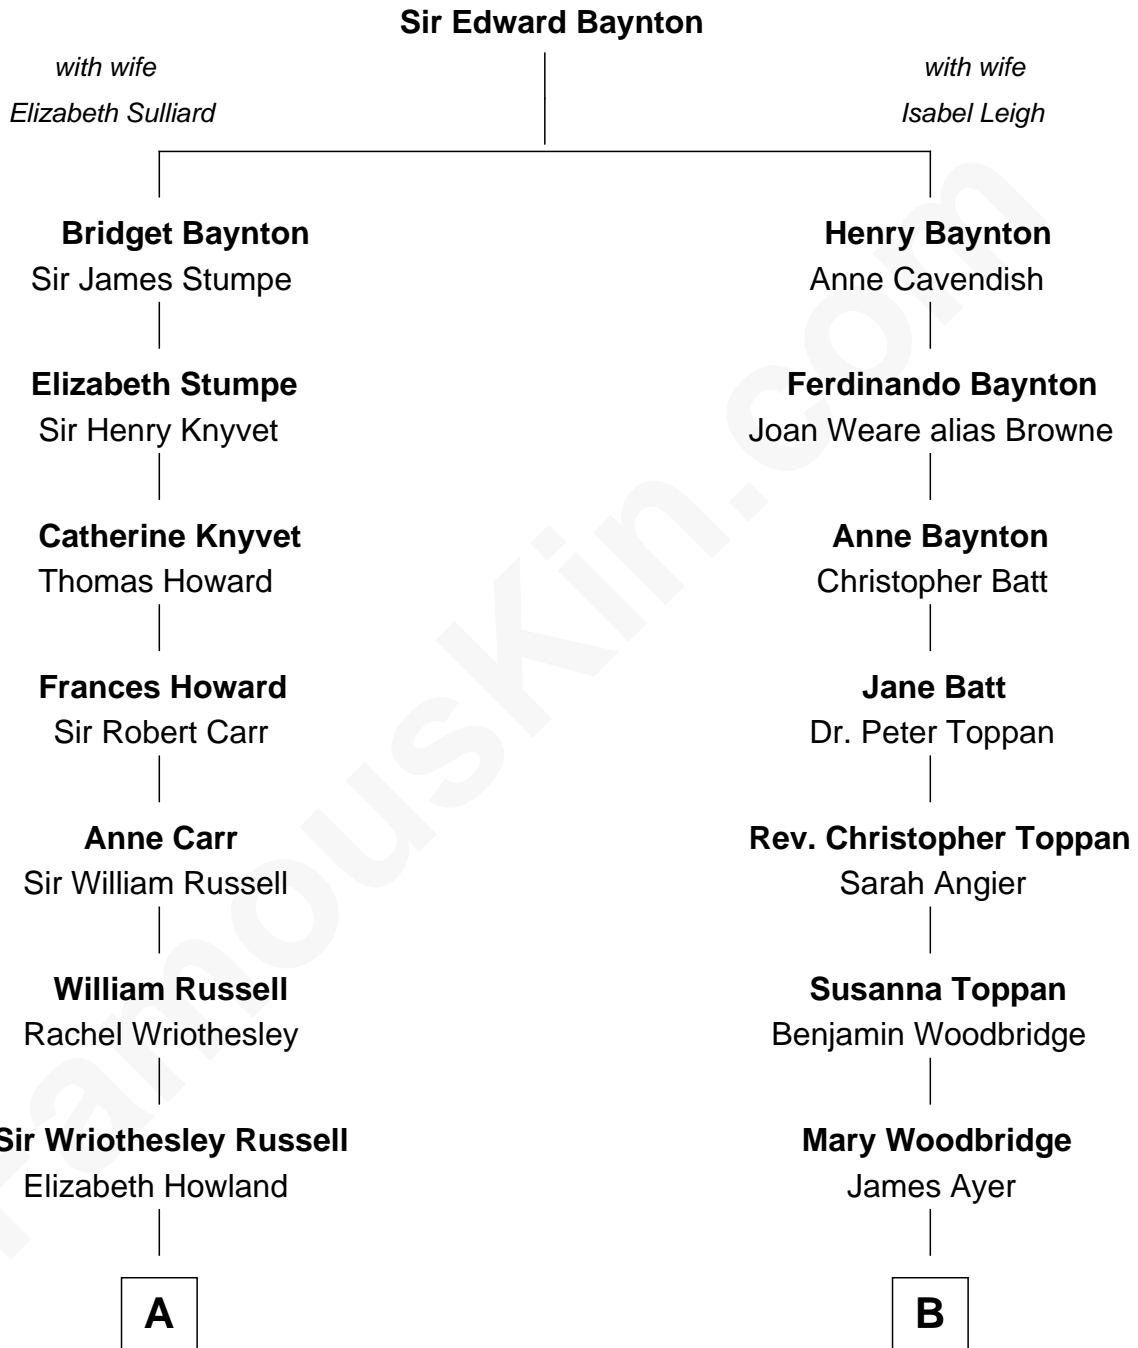 Sir Edward Baynton
with wife
Elizabeth Sulliard
with wife
Isabel Leigh
Bridget Baynton
Sir James Stumpe
Henry Baynton
Anne Cavendish
Elizabeth Stumpe
Sir Henry Knyvet
Ferdinando Baynton
Joan Weare alias Browne
Catherine Knyvet
Thomas Howard
Anne Baynton
Christopher Batt
Frances Howard
Sir Robert Carr
Jane Batt
Dr. Peter Toppan
Anne Carr
Sir William Russell
Rev. Christopher Toppan
Sarah Angier
William Russell
Rachel Wriothesley
Susanna Toppan
Benjamin Woodbridge
Sir Wriothesley Russell
Elizabeth Howland
Mary Woodbridge
James Ayer
A
B
FamousKin.com